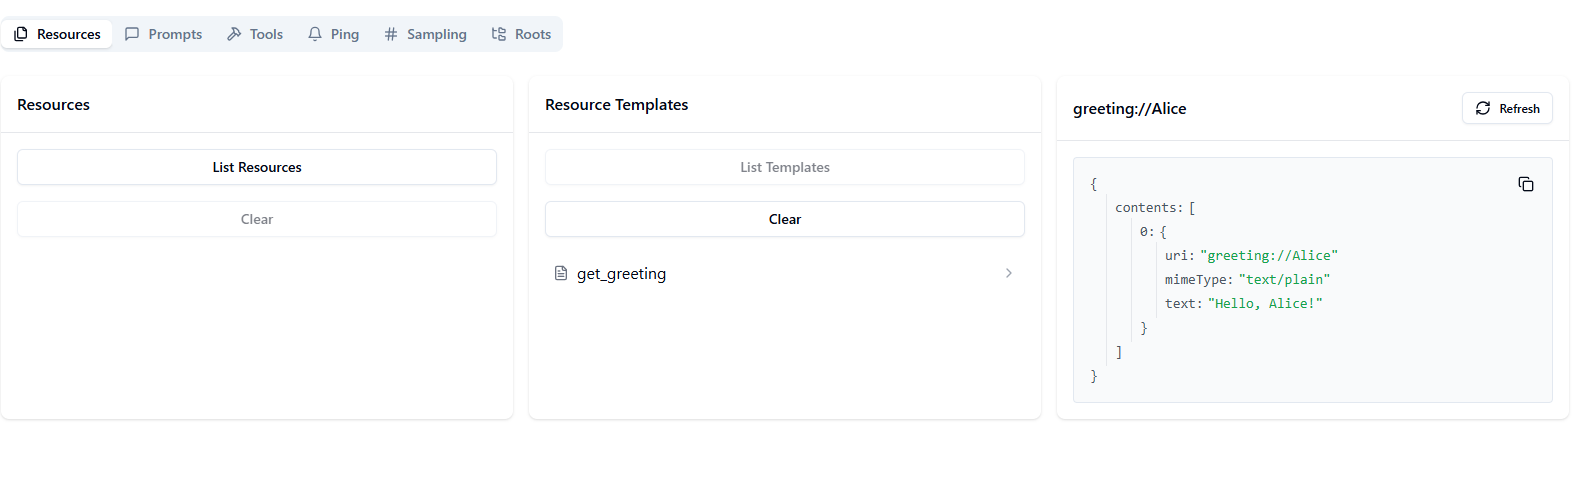 Resources Prompts Tools Ping Sampling Roots
Resources
List Resources
Clear
Resource Templates
List Templates
Clear
get_greeting
greeting://Alice
Refresh
{
contents: [
0: {
uri: "greeting://Alice"
mimeType: "text/plain"
text: "Hello, Alice!"
}
]
}